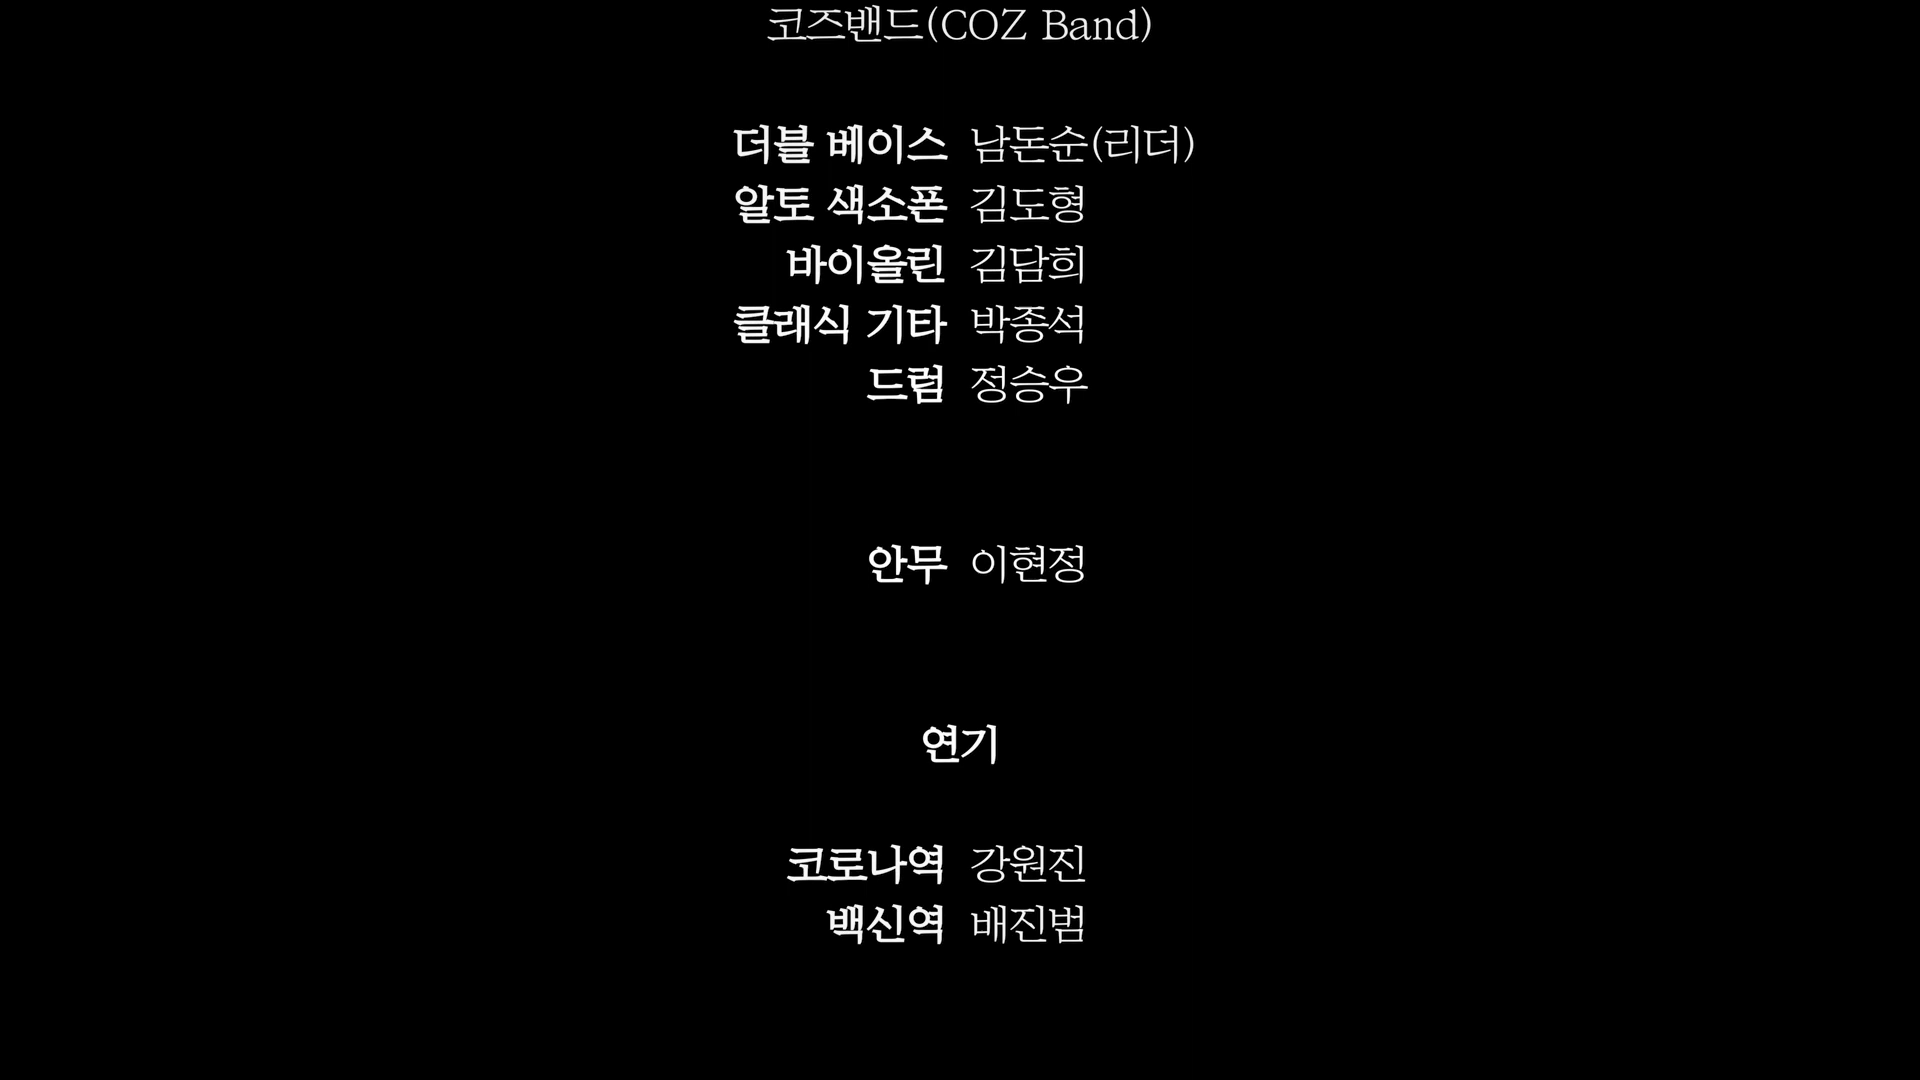 코즈밴드(COZ Band)
더블 베이스 남돈순(리더)
알토 색소폰 김도형
바이올린 김담희
클래식 기타 박종석
드럼 정승우
안무 이현정
연기
코로나역 강원진
백신역 배진범